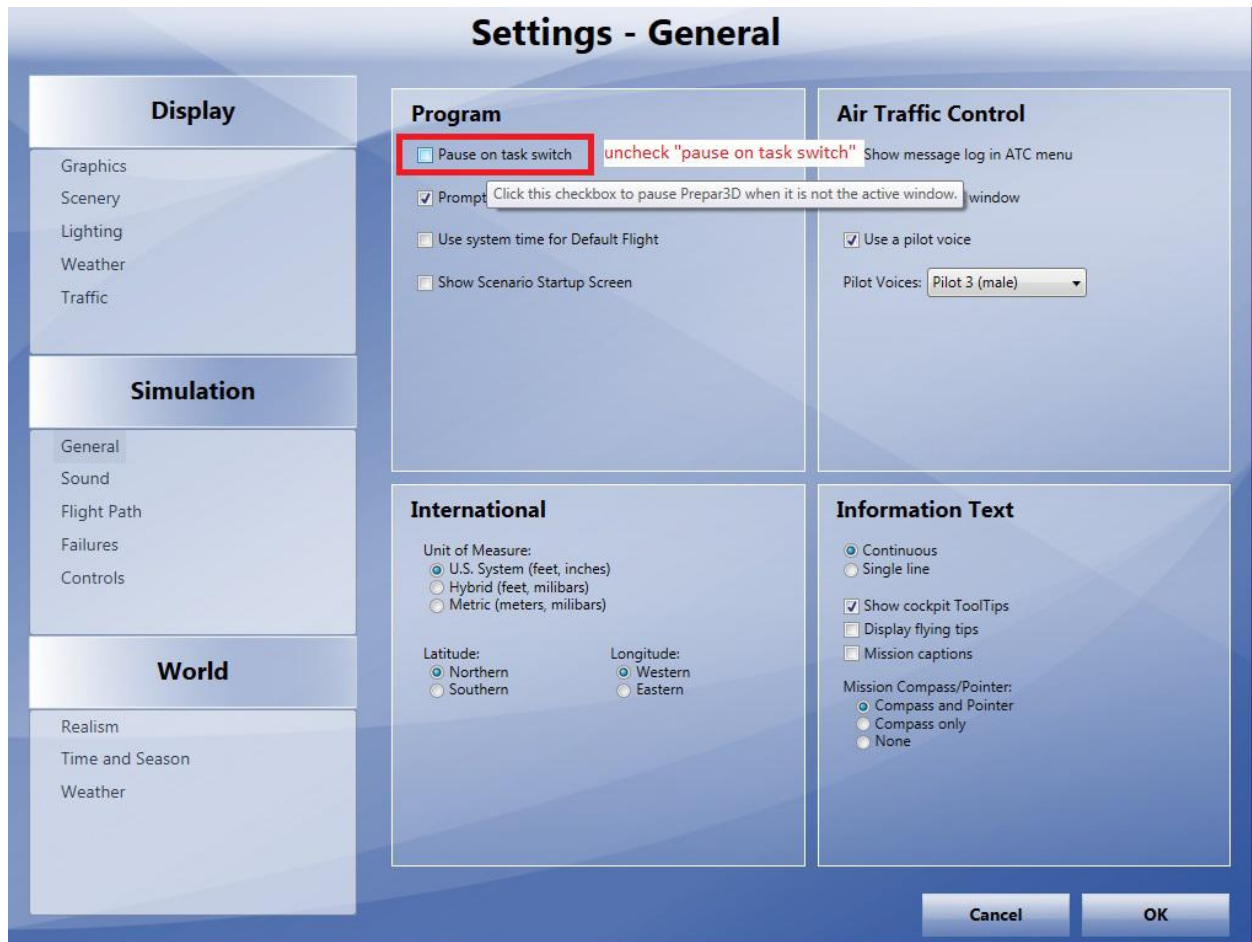 Settings - General
Display
Graphics
Scenery
Lighting
Weather
Traffic
Simulation
General
Sound
Flight Path
Failures
Controls
World
Realism
Time and Season
Weather
Program
Pause on task switch
uncheck "pause on task switch"
Prompt
Click this checkbox to pause Prepar3D when it is not the active window.
Use system time for Default Flight
Show Scenario Startup Screen
Air Traffic Control
Show message log in ATC menu
window
Use a pilot voice
Pilot Voices: Pilot 3 (male)
International
Unit of Measure:
U.S. System (feet, inches)
Hybrid (feet, milibars)
Metric (meters, milibars)
Latitude:
Northern
Southern
Longitude:
Western
Eastern
Information Text
Continuous
Single line
Show cockpit ToolTips
Display flying tips
Mission captions
Mission Compass/Pointer:
Compass and Pointer
Compass only
None
Cancel
OK